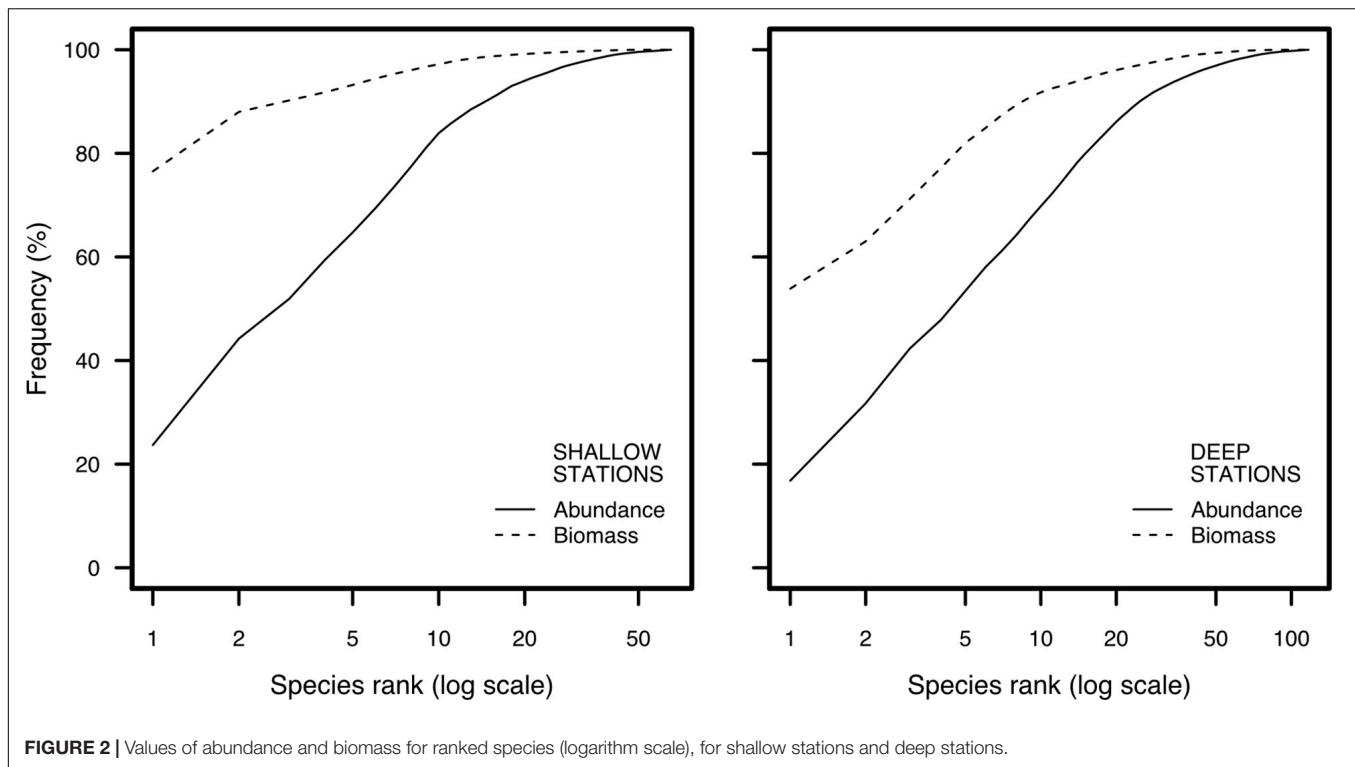 100
80
60
40
20
0
Frequency (%)
SHALLOW
STATIONS
Abundance
Biomass
1 2 5 10 20 50
Species rank (log scale)
DEEP
STATIONS
Abundance
Biomass
1 2 5 10 20 50 100
Species rank (log scale)
FIGURE 2 | Values of abundance and biomass for ranked species (logarithm scale), for shallow stations and deep stations.